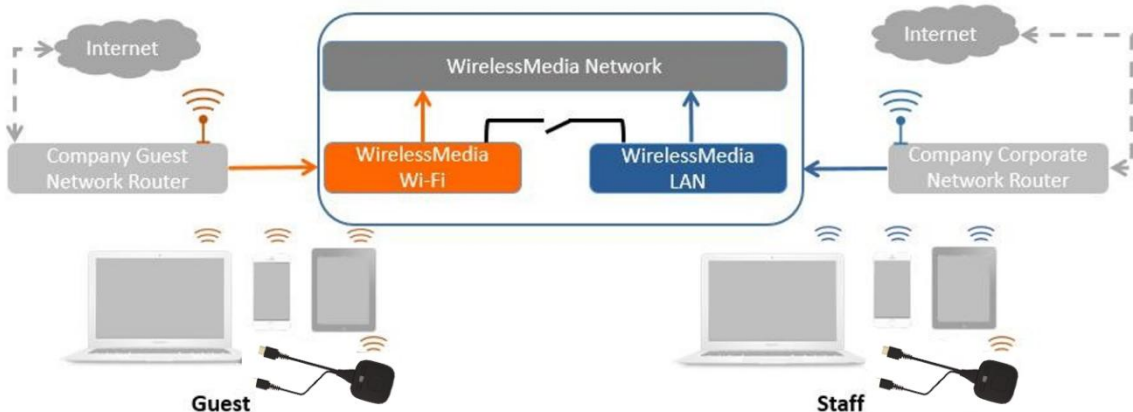 Internet
Internet
WirelessMedia Network
Company Guest
Network Router
WirelessMedia
Wi-Fi
WirelessMedia
LAN
Company Corporate
Network Router
Guest
Staff